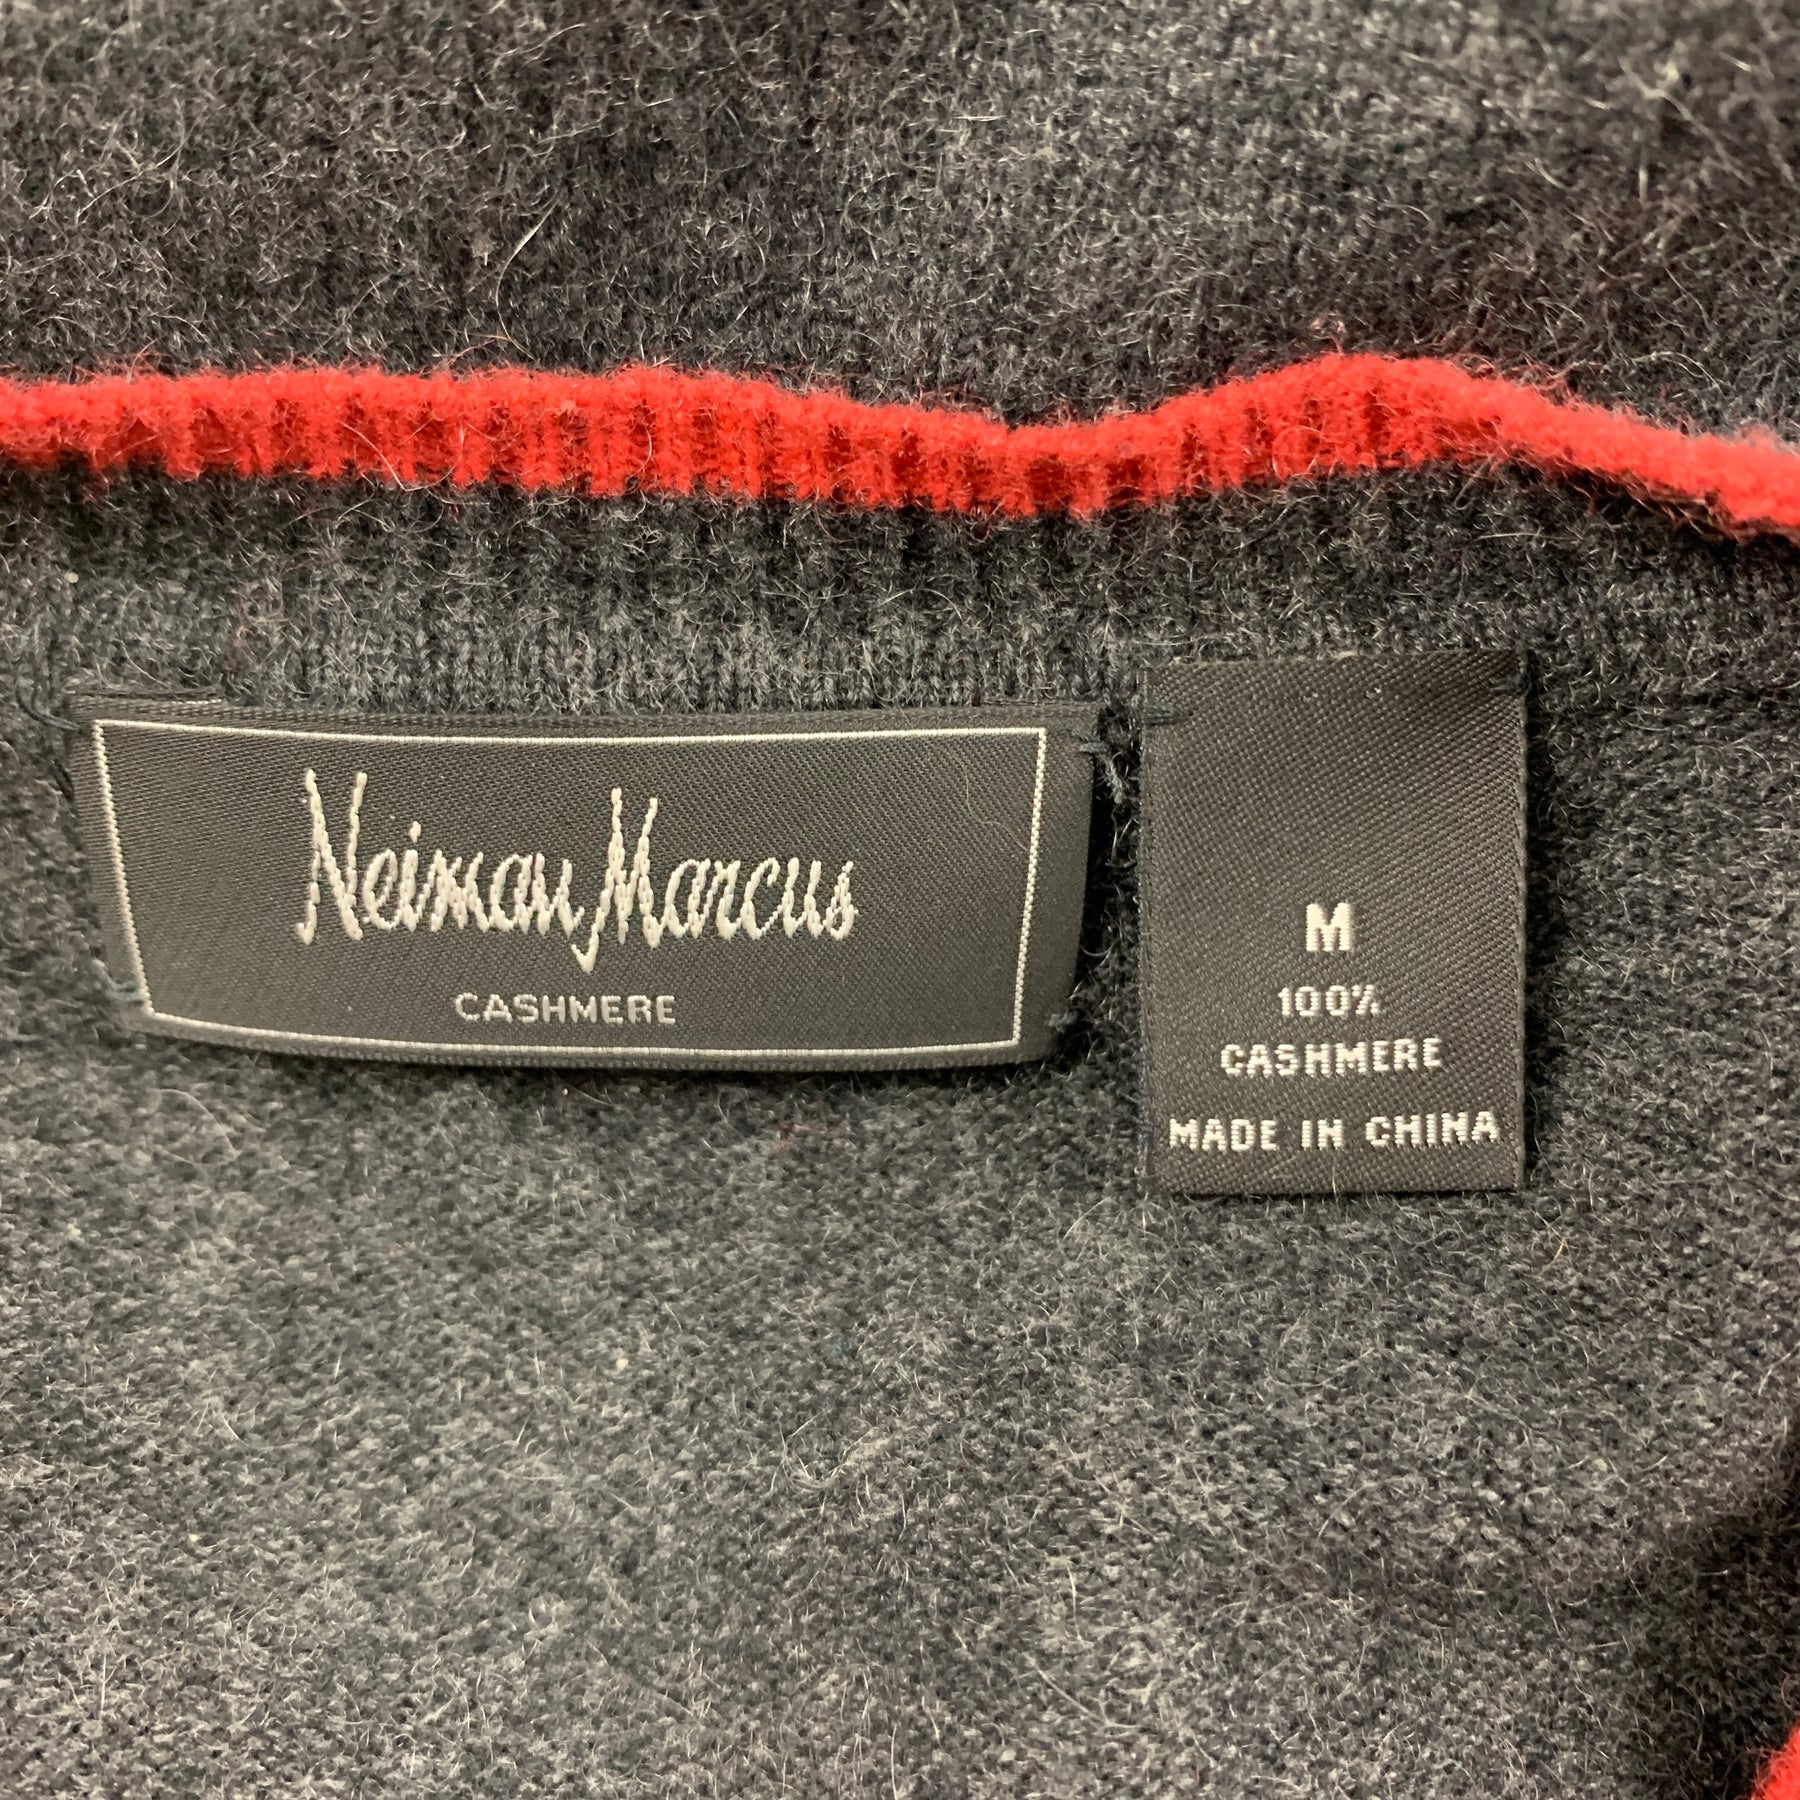 Neiman Marcus
CASHMERE
M
100%
CASHMERE
MADE IN CHINA